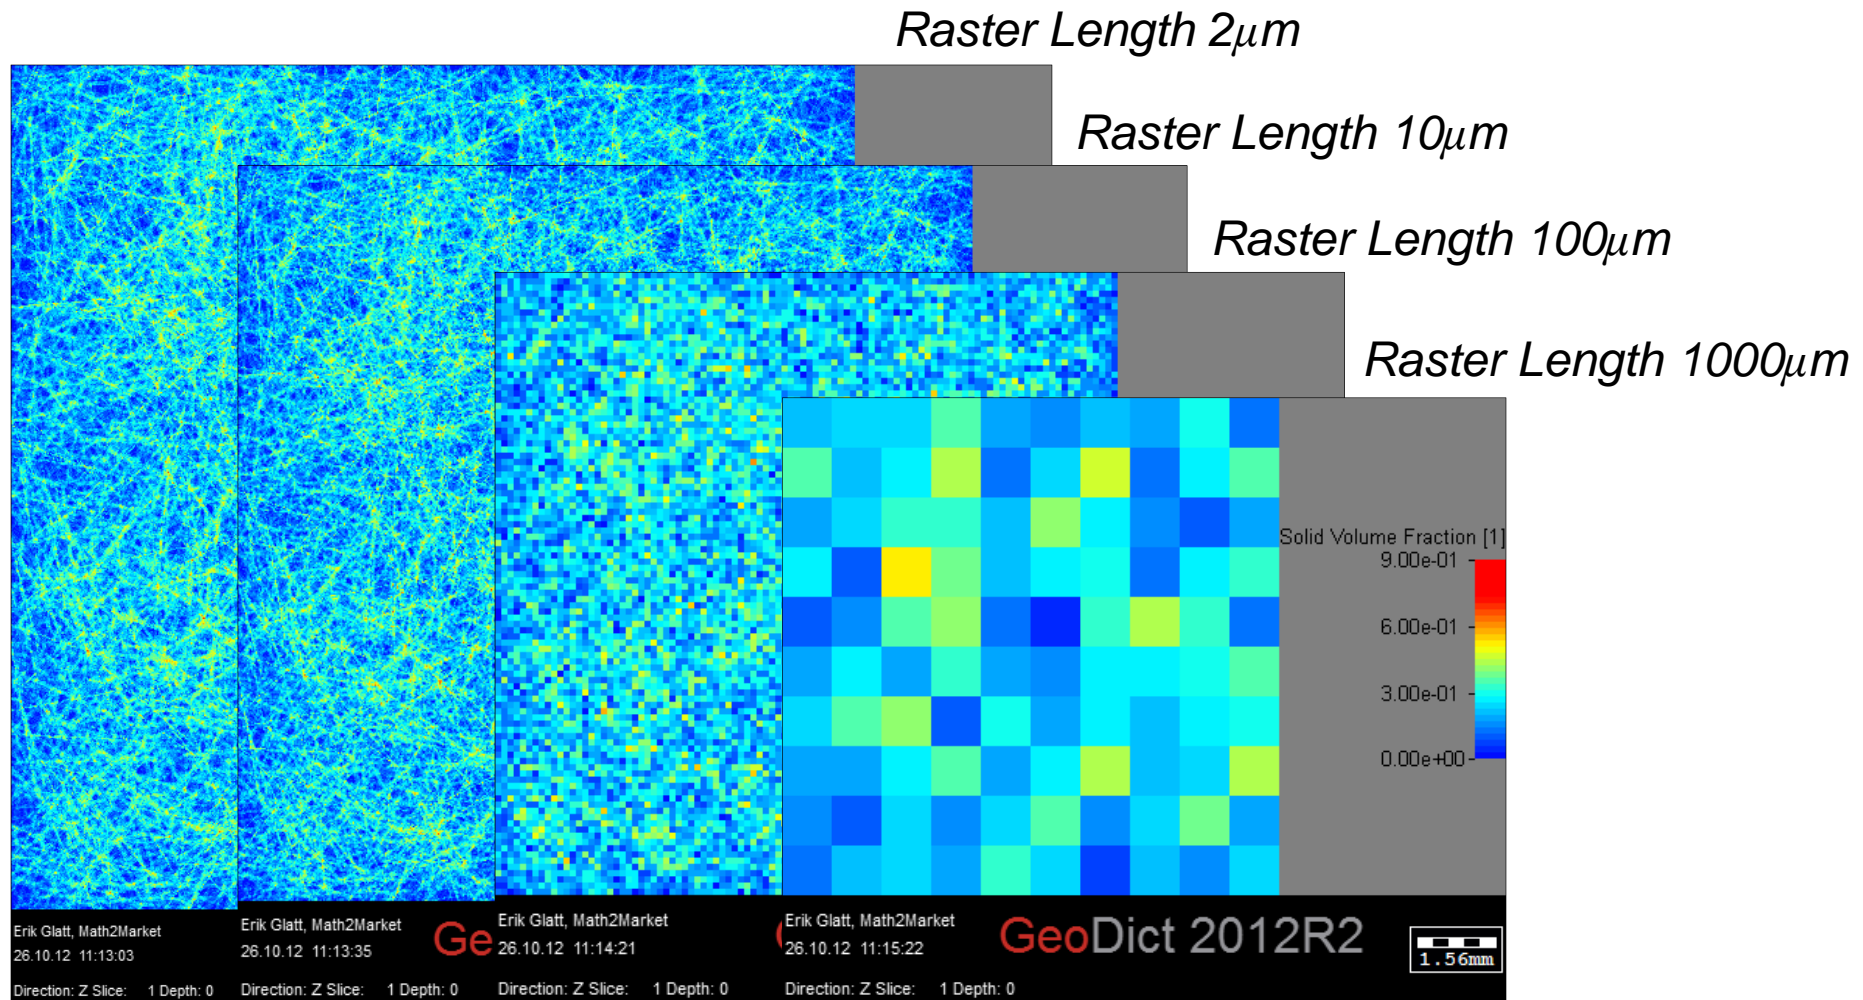 Raster Length 2μm
Raster Length 10μm
Raster Length 100μm
Raster Length 1000μm
Solid Volume Fraction [1]
9.00e-01
6.00e-01
3.00e-01
0.00e+00
Erik Glatt, Math2Market
26.10.12 11:13:03
Direction: Z Slice: 1 Depth: 0
Erik Glatt, Math2Market
26.10.12 11:13:35
Ge
Direction: Z Slice: 1 Depth: 0
Erik Glatt, Math2Market
26.10.12 11:14:21
Direction: Z Slice: 1 Depth: 0
Erik Glatt, Math2Market
26.10.12 11:15:22
Direction: Z Slice: 1 Depth: 0
GeoDict 2012R2
1.56mm